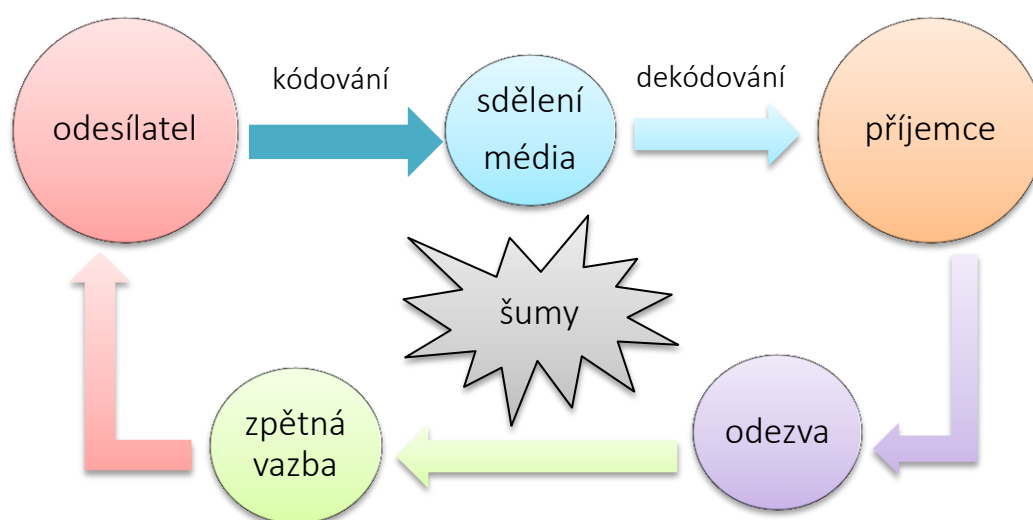 kódování
dekódování
odesílatel
sdělení
média
příjemce
šumy
zpětná
vazba
odezva